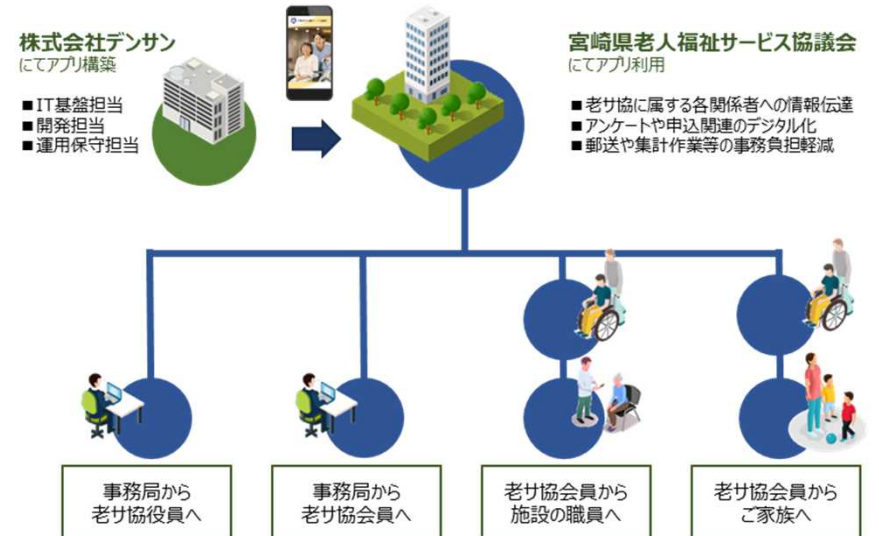 株式会社デンサン
にてアプリ構築
■IT基盤担当
■開発担当
■運用保守担当
宮崎県老人福祉サービス協議会
にてアプリ利用
■老サ協に属する各関係者への情報伝達
■アンケートや申込関連のデジタル化
■郵送や集計作業等の事務負担軽減
事務局から
老サ協役員へ
事務局から
老サ協会員へ
老サ協会員から
施設の職員へ
老サ協会員から
ご家族へ